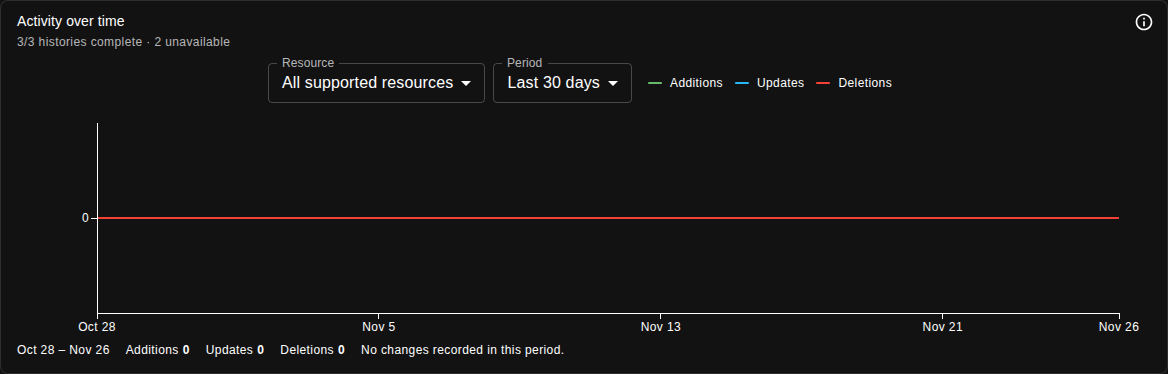 Activity over time
3/3 histories complete · 2 unavailable
Resource
All supported resources
Period
Last 30 days
Additions Updates Deletions
0
Oct 28 Nov 5 Nov 13 Nov 21 Nov 26
Oct 28 – Nov 26 Additions 0 Updates 0 Deletions 0 No changes recorded in this period.